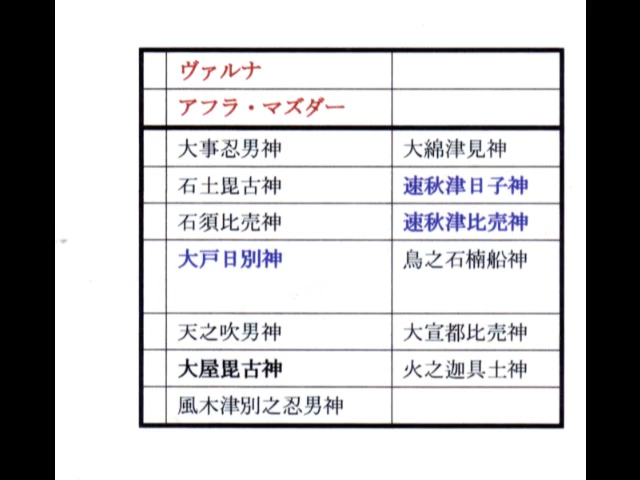 ヴァルナ
アフラ・マズダー
大事忍男神 大綿津見神
石土毘古神 速秋津日子神
石須比売神 速秋津比売神
大戸日別神 鳥之石楠船神
天之吹男神 大宣都比売神
大屋毘古神 火之迦具土神
風木津別之忍男神